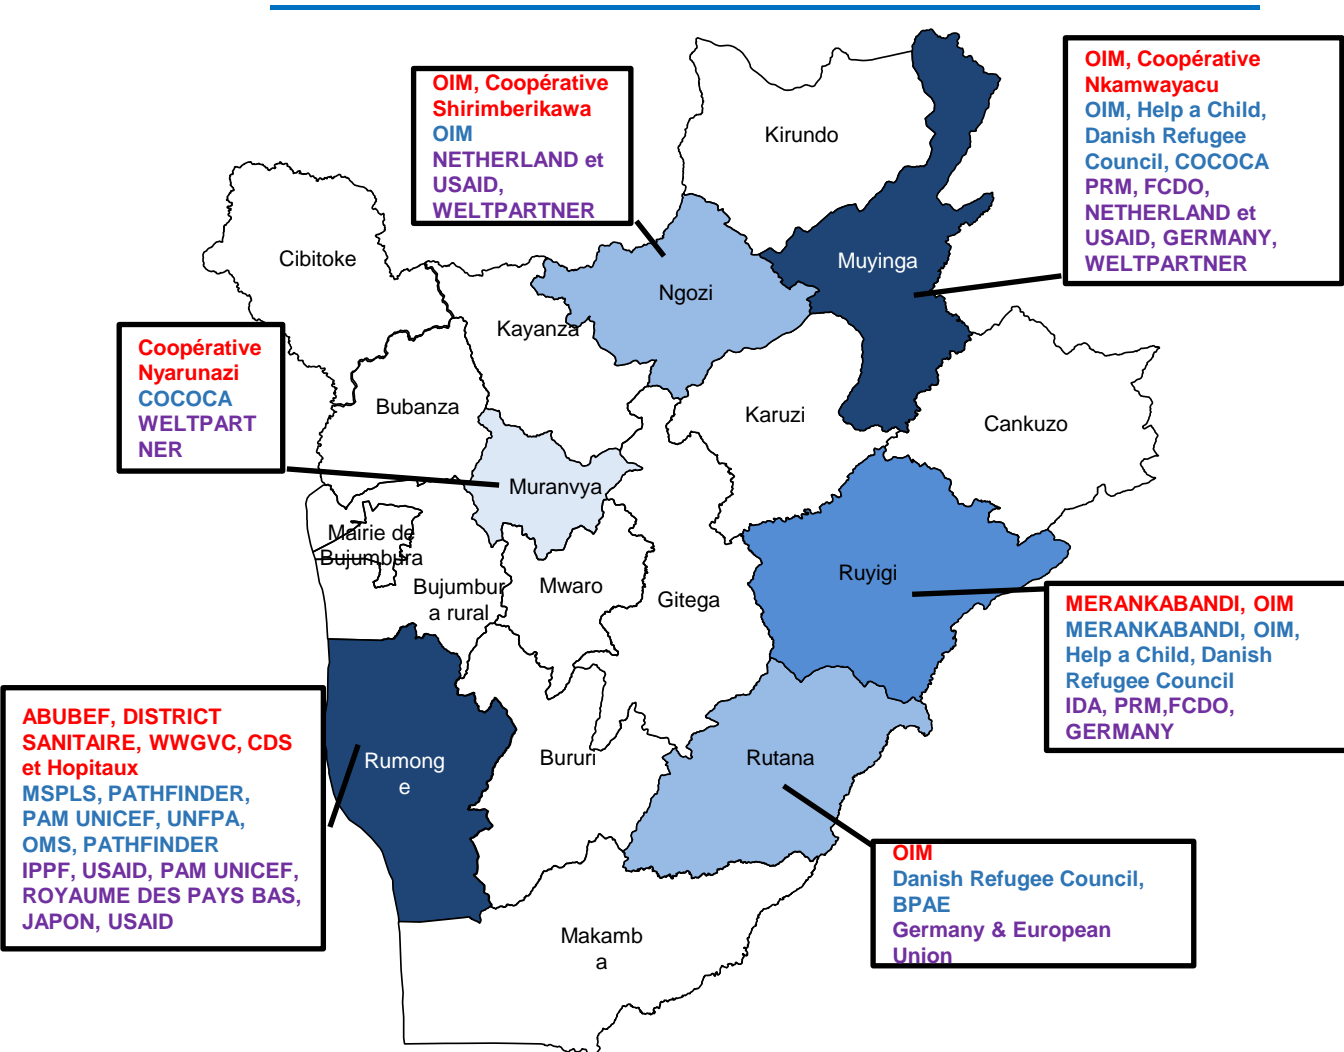 OIM, Coopérative
Shirimberikawa
OIM
NETHERLAND et
USAID,
WELTPARTNER
OIM, Coopérative
Nkamwayacu
OIM, Help a Child,
Danish Refugee
Council, COCOCA
PRM, FCDO,
NETHERLAND et
USAID, GERMANY,
WELTPARTNER
Kirundo
Cibitoke
Muyinga
Ngozi
Kayanza
Coopérative
Nyarunazi
COCOCA
WELTPART
NER
Bubanza
Karuzi
Cankuzo
Muranvya
Mairie de
Bujumbura
Bujumbur
a rural
Mwaro
Gitega
Ruyigi
MERANKABANDI, OIM
MERANKABANDI, OIM,
Help a Child, Danish
Refugee Council
IDA, PRM,FCDO,
GERMANY
ABUBEF, DISTRICT
SANITAIRE, WWGVC, CDS
et Hopitaux
MSPLS, PATHFINDER,
PAM UNICEF, UNFPA,
OMS, PATHFINDER
IPPF, USAID, PAM UNICEF,
ROYAUME DES PAYS BAS,
JAPON, USAID
Rumong
e
Bururi
Rutana
OIM
Danish Refugee Council,
BPAE
Germany & European
Union
Makamb
a